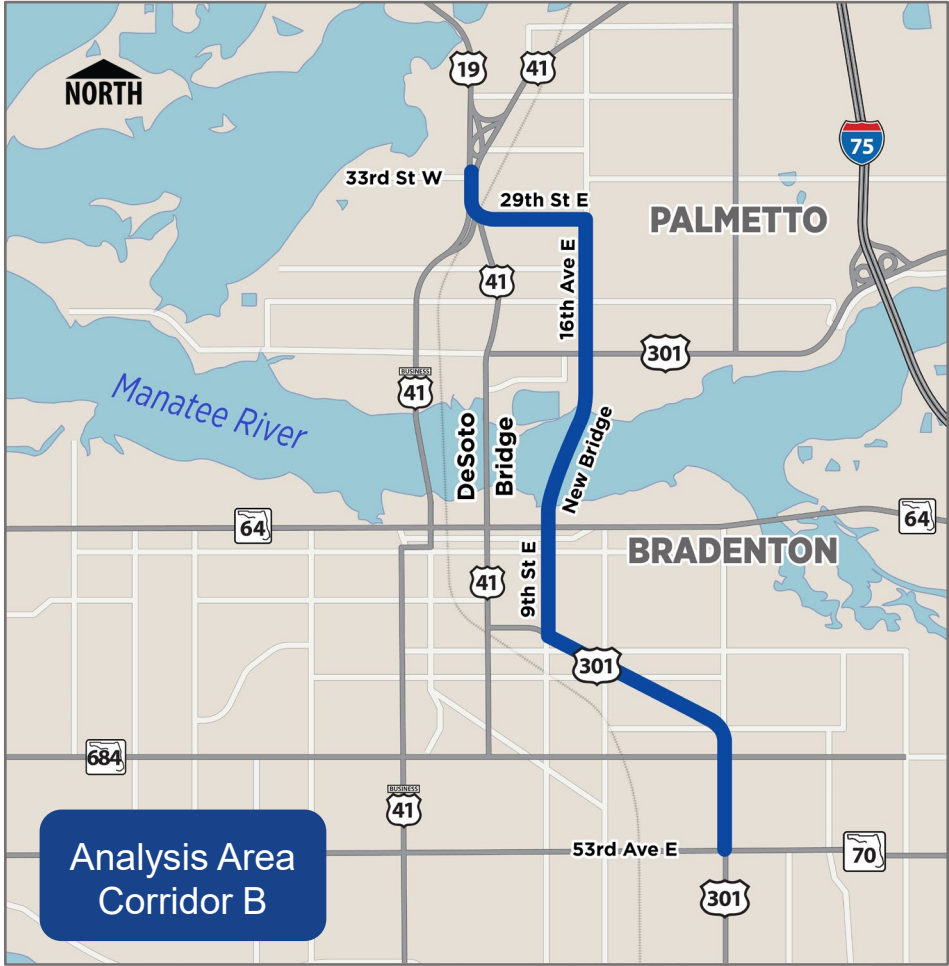 NORTH
19
41
75
33rd St W
29th St E
PALMETTO
16th Ave E
41
301
BUSINESS
41
Manatee River
DeSoto
Bridge
New Bridge
64
64
BRADENTON
9th St E
41
301
684
BUSINESS
41
53rd Ave E
70
301
Analysis Area
Corridor B